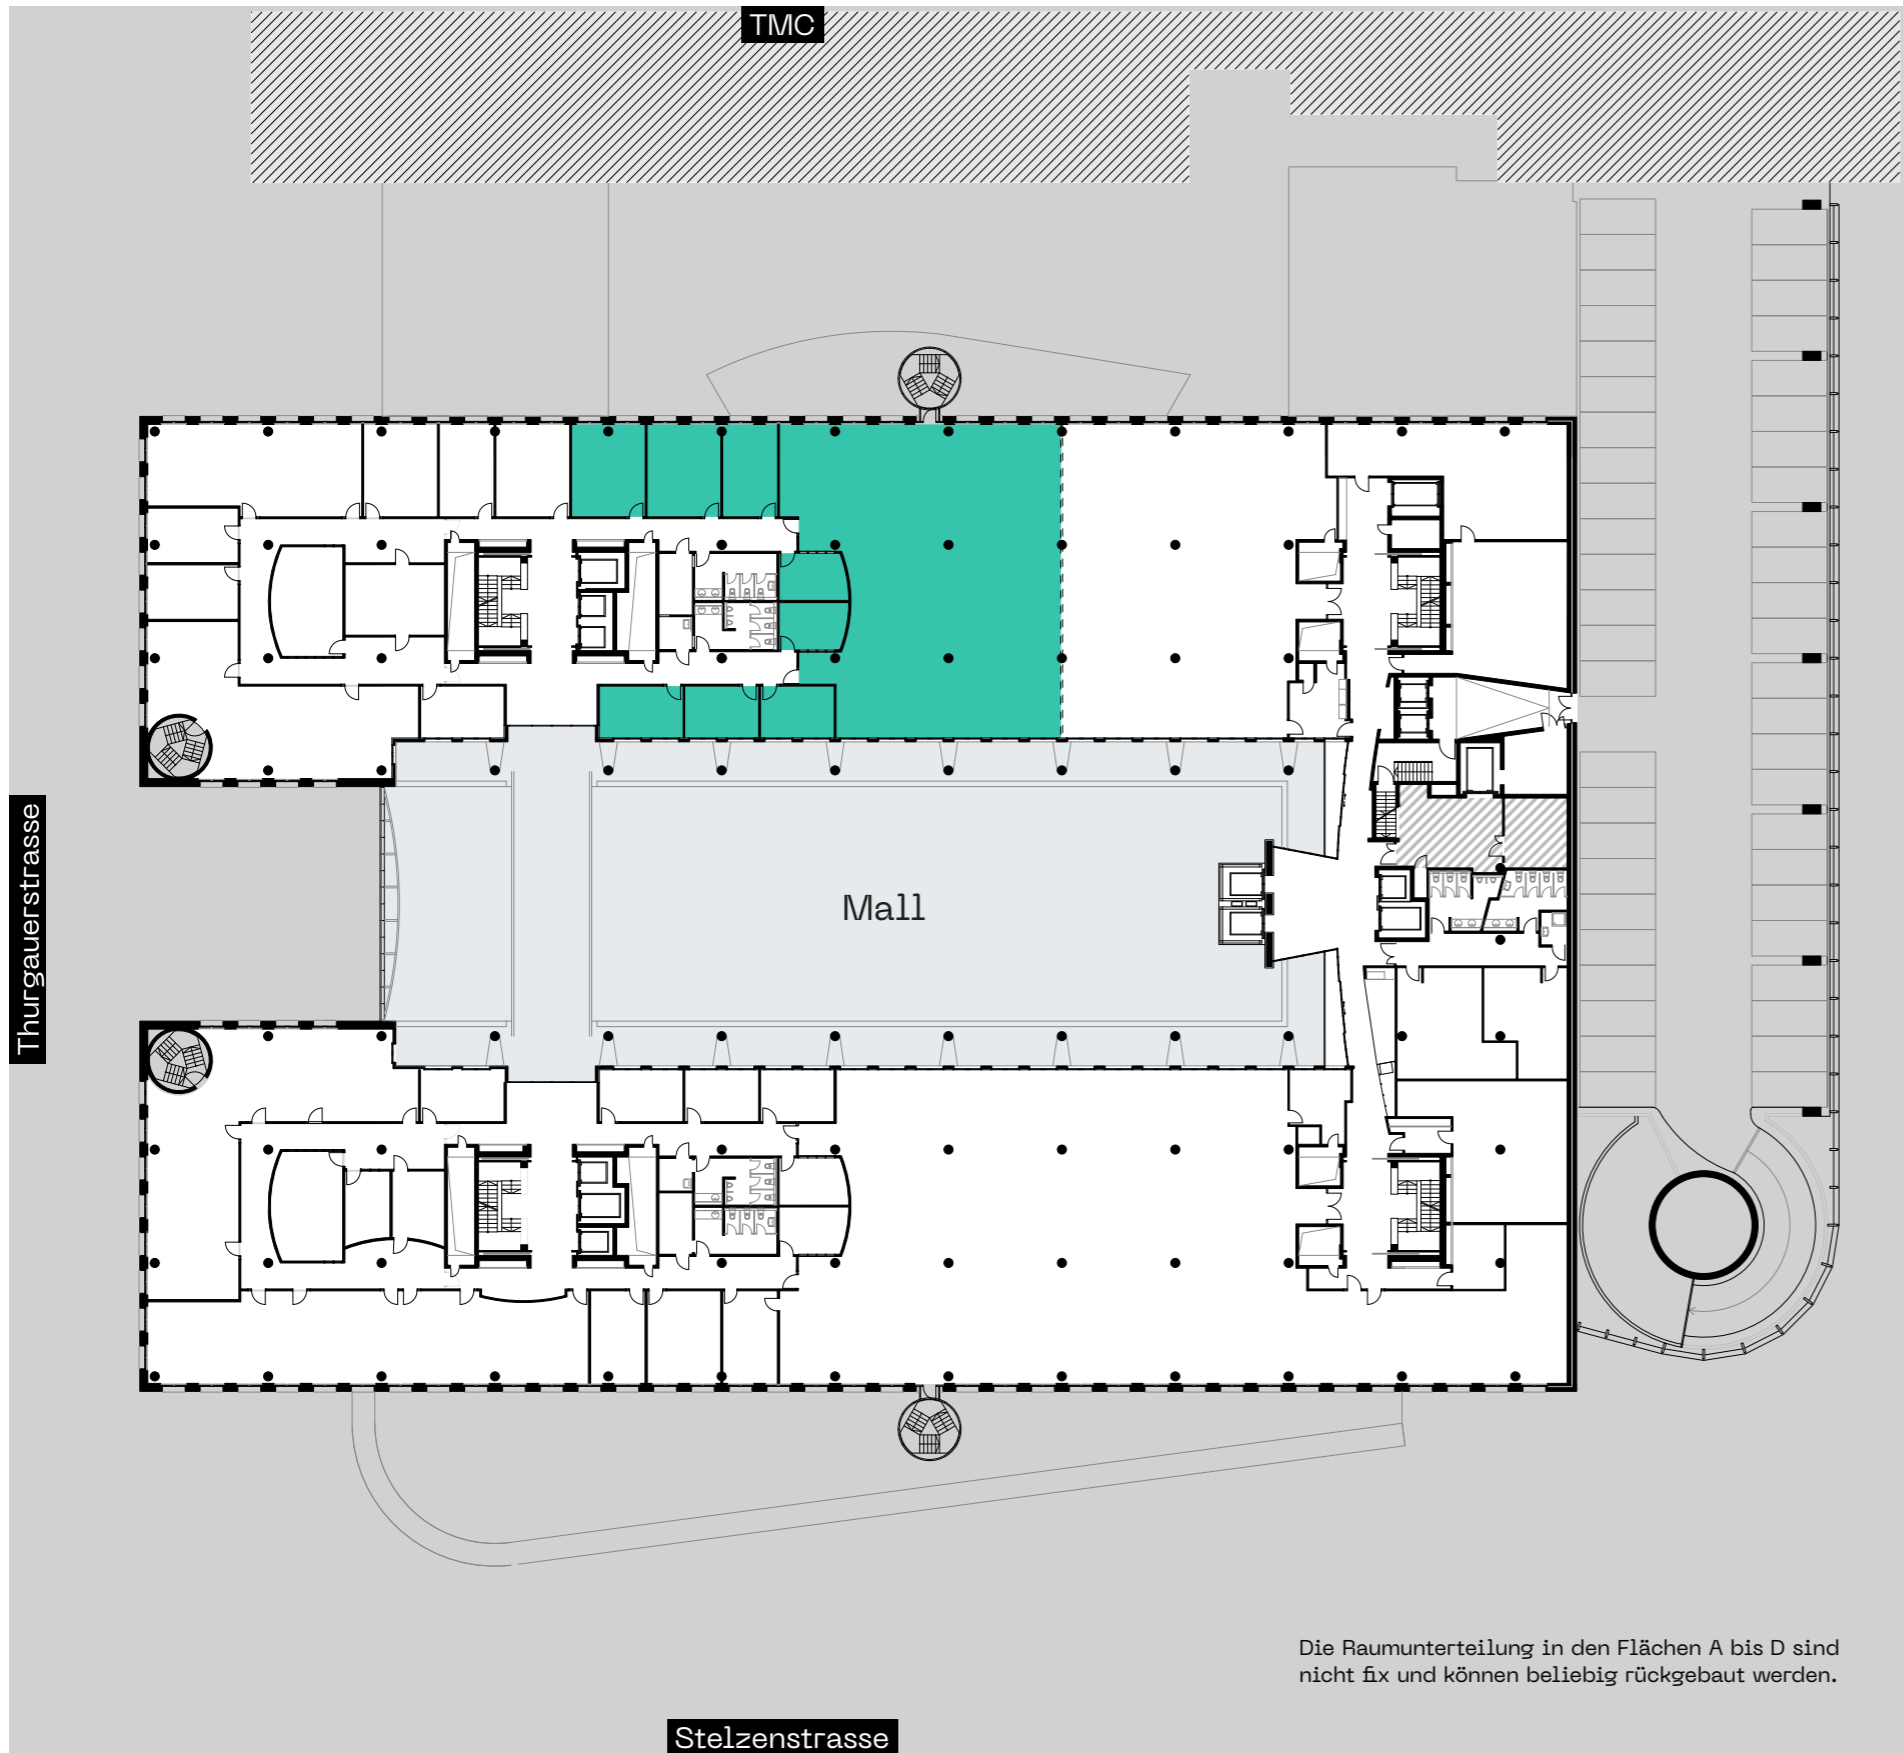 TMC
Thurgauerstrasse
Mall
Die Raumunterteilung in den Flächen A bis D sind
nicht fix und können beliebig rückgebaut werden.
Stelzenstrasse